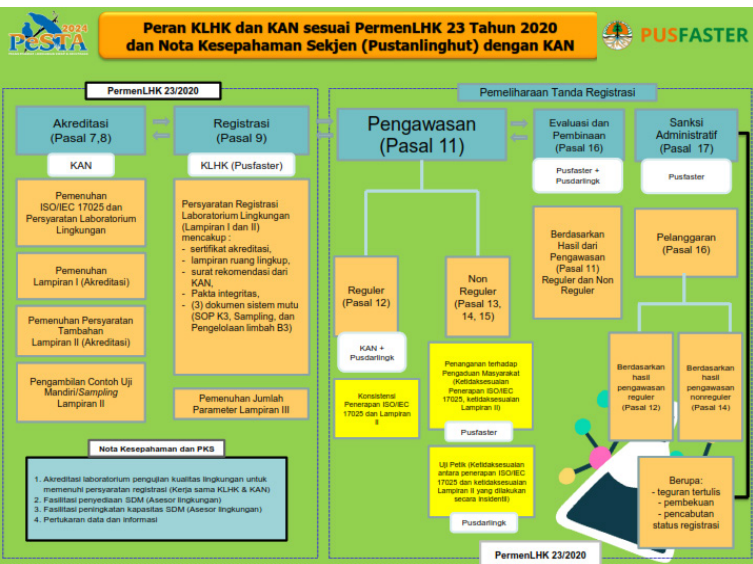 PeSTA 2024
Peran KLHK dan KAN sesuai PermenLHK 23 Tahun 2020
dan Nota Kesepahaman Sekjen (Pustanlinghut) dengan KAN
PUSFASTER
PermenLHK 23/2020
Akreditasi
(Pasal 7,8)
KAN
Pemenuhan
ISO/IEC 17025 dan
Persyaratan Laboratorium
Lingkungan
Pemenuhan
Lampiran I (Akreditasi)
Pemenuhan Persyaratan
Tambahan
Lampiran II (Akreditasi)
Pengambilan Contoh Uji
Mandiri/Sampling
Lampiran II
Registrasi
(Pasal 9)
KLHK (Pusfaster)
Persyaratan Registrasi
Laboratorium Lingkungan
(Lampiran I dan II)
mencakup :
- sertifikat akreditasi,
- lampiran ruang lingkup,
- surat rekomendasi dari
KAN,
- Pakta integritas,
- (3) dokumen sistem mutu
(SOP K3, Sampling, dan
Pengelolaan limbah B3)
Pemenuhan Jumlah
Parameter Lampiran III
Nota Kesepahaman dan PKS
1. Akreditasi laboratorium pengujian kualitas lingkungan untuk
memenuhi persyaratan registrasi (Kerja sama KLHK & KAN)
2. Fasilitasi penyediaan SDM (Asesor lingkungan)
3. Fasilitasi peningkatan kapasitas SDM (Asesor lingkungan)
4. Pertukaran data dan informasi
Pemeliharaan Tanda Registrasi
Pengawasan
(Pasal 11)
Reguler
(Pasal 12)
KAN +
Pusdarlingk
Konsistensi
Penerapan ISO/IEC
17025 dan Lampiran
II
Non
Reguler
(Pasal 13,
14, 15)
Penanganan terhadap
Pengaduan Masyarakat
(Ketidaksesuaian
Penerapan ISO/IEC
17025, ketidaksesuaian
Lampiran II)
Pusfaster
Uji Petik (Ketidaksesuaian
antara penerapan ISO/IEC
17025 dan ketidaksesuaian
Lampiran II yang dilakukan
secara insidentil)
Pusdarlingk
Evaluasi dan
Pembinaan
(Pasal 16)
Pusfaster +
Pusdarlingk
Berdasarkan
Hasil dari
Pengawasan
(Pasal 11)
Reguler dan Non
Reguler
Sanksi
Administratif
(Pasal 17)
Pusfaster
Pelanggaran
(Pasal 16)
Berdasarkan
hasil
pengawasan
reguler
(Pasal 12)
Berdasarkan
hasil
pengawasan
nonreguler
(Pasal 14)
Berupa:
- teguran tertulis
- pembekuan
- pencabutan
status registrasi
PermenLHK 23/2020